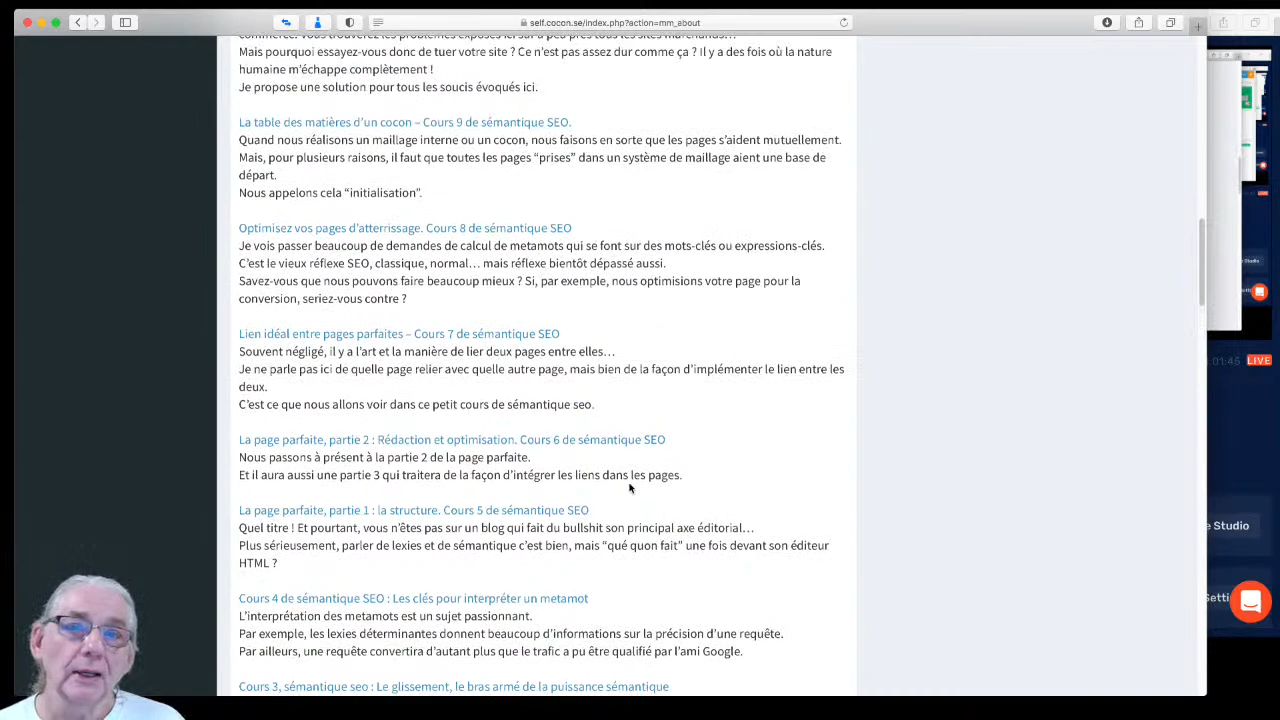 self.cocon.se/index.php?action=mm_about
Mais pourquoi essayez-vous donc de tuer votre site ? Ce n'est pas assez dur comme ça ? Il y a des fois où la nature
humaine m'échappe complètement !
Je propose une solution pour tous les soucis évoqués ici.
La table des matières d'un cocon – Cours 9 de sémantique SEO.
Quand nous réalisons un maillage interne ou un cocon, nous faisons en sorte que les pages s'aident mutuellement.
Mais, pour plusieurs raisons, il faut que toutes les pages “prises” dans un système de maillage aient une base de
départ.
Nous appelons cela “initialisation”.
Optimisez vos pages d'atterrissage. Cours 8 de sémantique SEO
Je vois passer beaucoup de demandes de calcul de metamots qui se font sur des mots-clés ou expressions-clés.
C'est le vieux réflexe SEO, classique, normal… mais réflexe bientôt dépassé aussi.
Savez-vous que nous pouvons faire beaucoup mieux ? Si, par exemple, nous optimisions votre page pour la
conversion, seriez-vous contre ?
Lien idéal entre pages parfaites – Cours 7 de sémantique SEO
Souvent négligé, il y a l'art et la manière de lier deux pages entre elles…
Je ne parle pas ici de quelle page relier avec quelle autre page, mais bien de la façon d'implémenter le lien entre les
deux.
C'est ce que nous allons voir dans ce petit cours de sémantique seo.
La page parfaite, partie 2 : Rédaction et optimisation. Cours 6 de sémantique SEO
Nous passons à présent à la partie 2 de la page parfaite.
Et il aura aussi une partie 3 qui traitera de la façon d'intégrer les liens dans les pages.
La page parfaite, partie 1 : la structure. Cours 5 de sémantique SEO
Quel titre ! Et pourtant, vous n'êtes pas sur un blog qui fait du bullshit son principal axe éditorial…
Plus sérieusement, parler de lexies et de sémantique c'est bien, mais “qué quon fait” une fois devant son éditeur
HTML ?
Cours 4 de sémantique SEO : Les clés pour interpréter un metamot
L'interprétation des metamots est un sujet passionnant.
Par exemple, les lexies déterminantes donnent beaucoup d'informations sur la précision d'une requête.
Par ailleurs, une requête convertira d'autant plus que le trafic a pu être qualifié par l'ami Google.
Cours 3, sémantique seo : Le glissement, le bras armé de la puissance sémantique
01:45 LIVE
e Studio
Setti